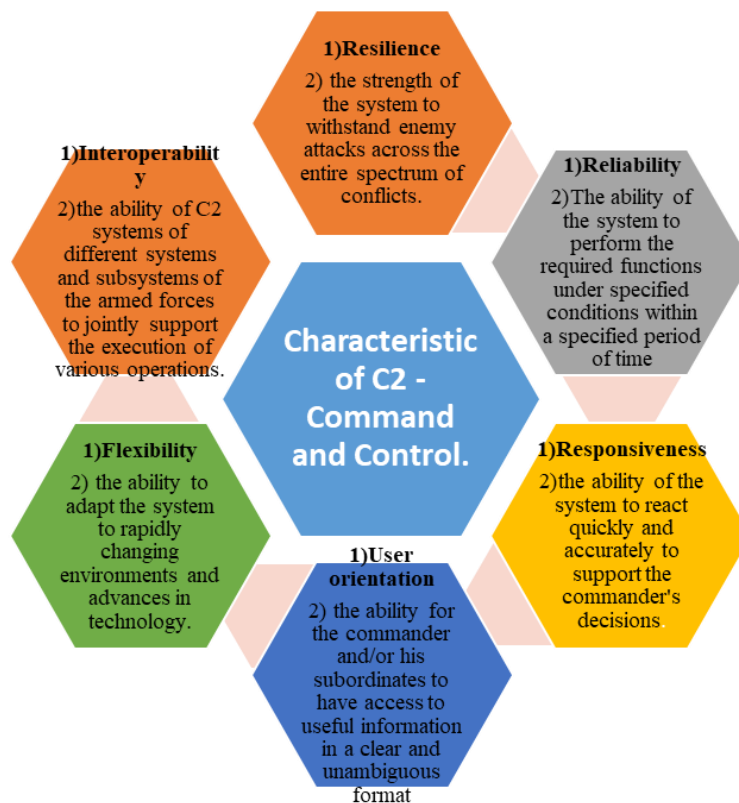 1)Resilience
2) the strength of
the system to
withstand enemy
attacks across the
entire spectrum of
conflicts.
1)Reliability
2)The ability of
the system to
perform the
required functions
under specified
conditions within
a specified period
of time
1)Responsiveness
2)the ability of the
system to react
quickly and
accurately to
support the
commander's
decisions.
1)User
orientation
2) the ability for
the commander
and/or his
subordinates to
have access to
useful information
in a clear and
unambiguous
format
1)Flexibility
2) the ability to
adapt the system
to rapidly
changing
environments and
advances in
technology.
1)Interoperabilit
y
2)the ability of C2
systems of
different systems
and subsystems of
the armed forces
to jointly support
the execution of
various operations.
Characteristic
of C2 -
Command
and Control.